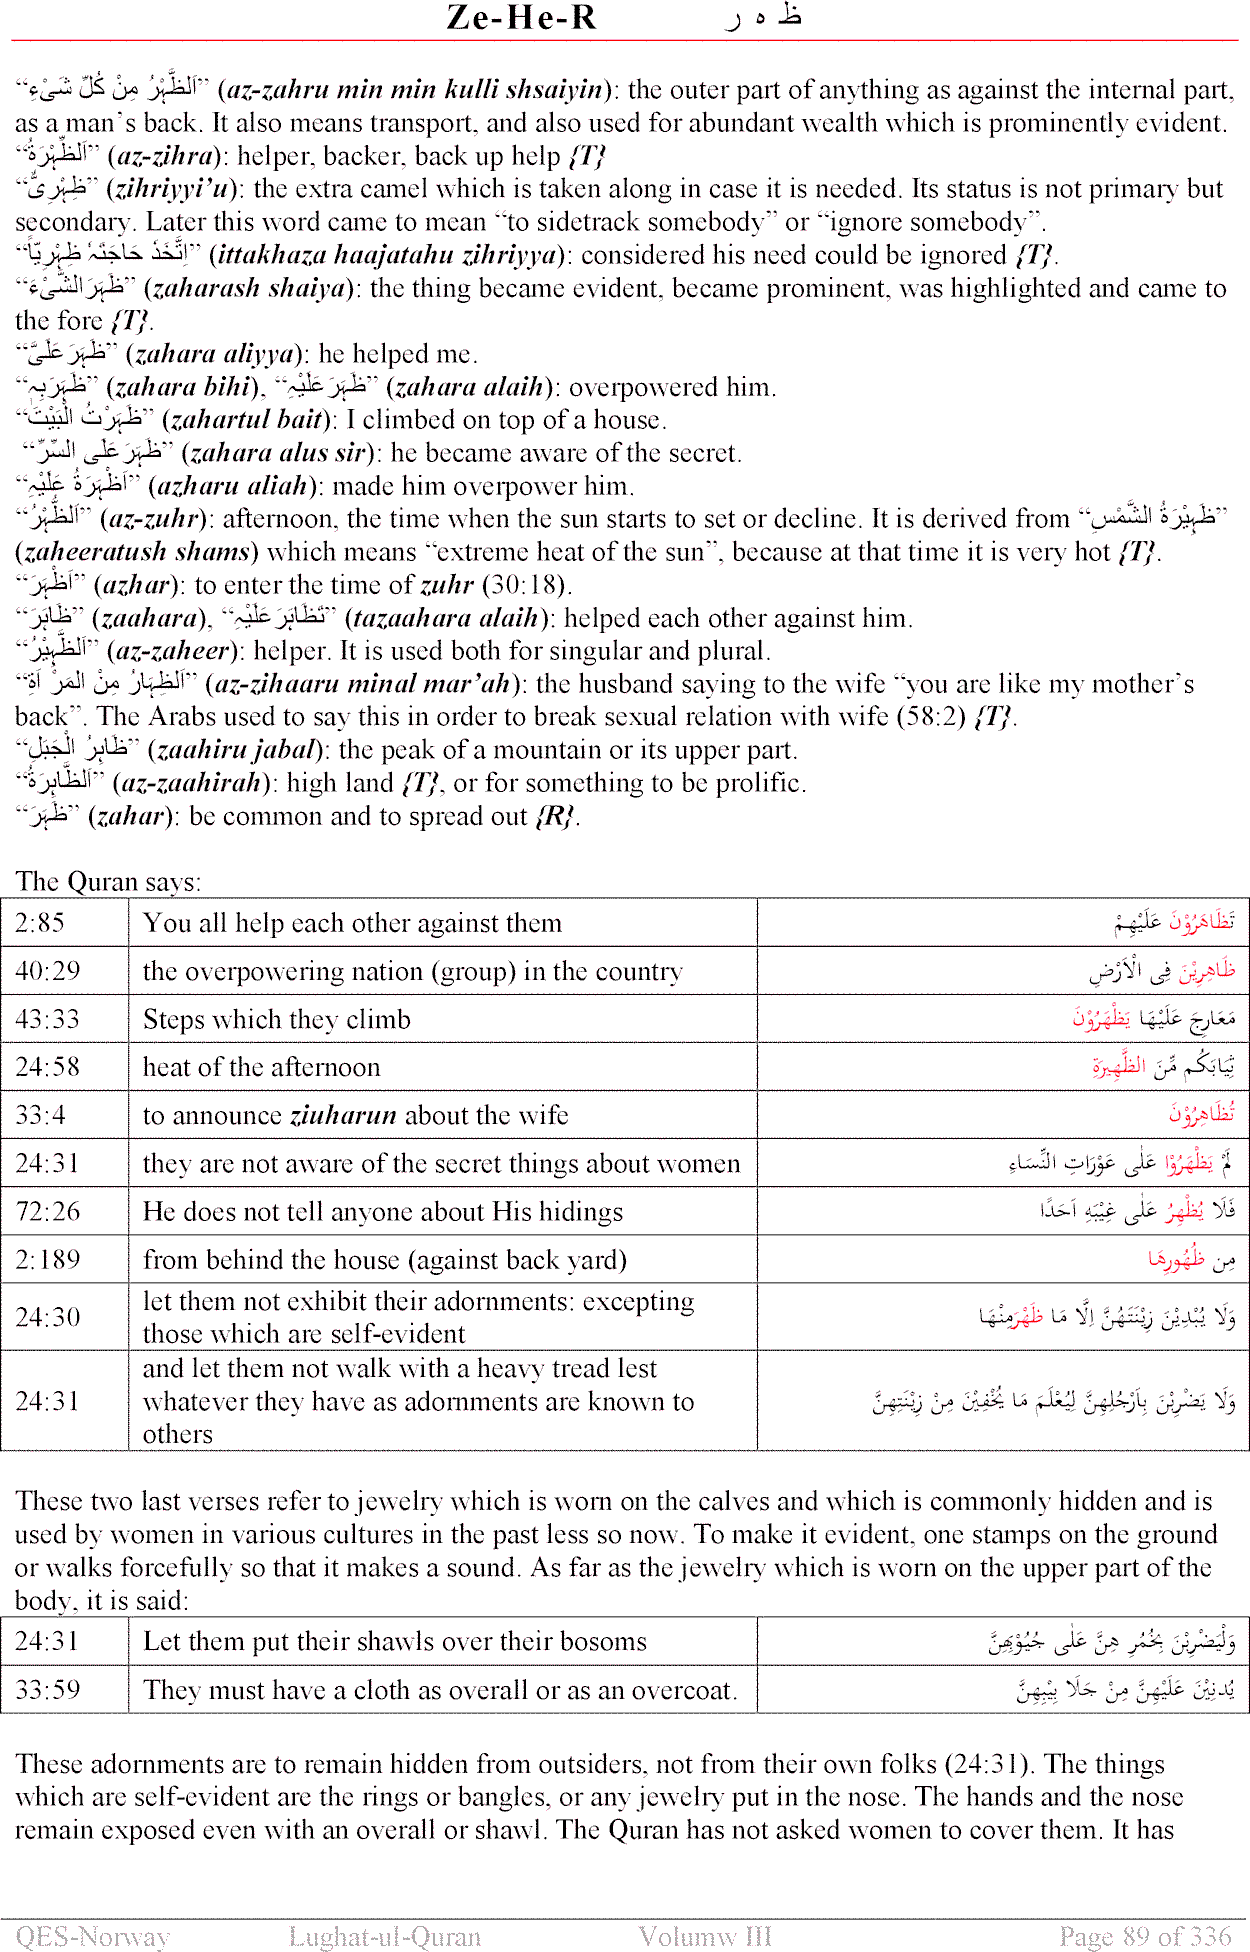 Ze-He-R ظ ه ر
“اَلظَّہْرُ مِنْ کُلِّ شَیْءِ” (az-zahru min min kulli shsaiyin): the outer part of anything as against the internal part,
as a man’s back. It also means transport, and also used for abundant wealth which is prominently evident.
“اَلظِّہْرَۃُ” (az-zihra): helper, backer, back up help {T}
“ظِہْرِیٌّ” (zihriyyi’u): the extra camel which is taken along in case it is needed. Its status is not primary but
secondary. Later this word came to mean “to sidetrack somebody” or “ignore somebody”.
“اِتَّخَذَ حَاجَتَہٗ ظِہْرِیّاً” (ittakhaza haajatahu zihriyya): considered his need could be ignored {T}.
“ظَہَرَ الشَّیْءَ” (zaharash shaiya): the thing became evident, became prominent, was highlighted and came to
the fore {T}.
“ظَہَرَ عَلَیَّ” (zahara aliyya): he helped me.
“ظَہَرَبِہٖ” (zahara bihi), “ظَہَرَ عَلَیْہِ” (zahara alaih): overpowered him.
“ظَہَرْتُ الْبَیْتَ” (zahartul bait): I climbed on top of a house.
“ظَہَرَ عَلَی السِّرِّ” (zahara alus sir): he became aware of the secret.
“اَظْہَرَۃُ عَلَیْہِ” (azharu aliah): made him overpower him.
“اَلظُّہْرُ” (az-zuhr): afternoon, the time when the sun starts to set or decline. It is derived from “ظَہِیْرَۃُ الشَّمْسِ”
(zaheeratush shams) which means “extreme heat of the sun”, because at that time it is very hot {T}.
“اَظْہَرَ” (azhar): to enter the time of zuhr (30:18).
“ظَاہَرَ” (zaahara), “تَظَاہَرَ عَلَیْہِ” (tazaahara alaih): helped each other against him.
“اَلظَّہِیْرُ” (az-zaheer): helper. It is used both for singular and plural.
“اَلظِہَارُ مِنْ المَرْ اَۃِ” (az-zihaaru minal mar’ah): the husband saying to the wife “you are like my mother’s
back”. The Arabs used to say this in order to break sexual relation with wife (58:2) {T}.
“ظَاہِرُ الْجَبَلِ” (zaahiru jabal): the peak of a mountain or its upper part.
“اَلظَّاہِرَۃُ” (az-zaahirah): high land {T}, or for something to be prolific.
“ظَہَرَ” (zahar): be common and to spread out {R}.
The Quran says:
2:85 You all help each other against them تَظَاهَرُوْنَ عَلَيْهِمْ
40:29 the overpowering nation (group) in the country ظَاهِرِيْنَ فِى الْاَرْضِ
43:33 Steps which they climb مَعَارِجَ عَلَيْهَا يَظْهَرُوْنَ
24:58 heat of the afternoon ثِيَابَكُم مِّنَ الظَّهِيرَةِ
33:4 to announce ziuharun about the wife تُظَاهِرُوْنَ
24:31 they are not aware of the secret things about women لَمْ يَظْهَرُوْا عَلٰى عَوْرَاتِ النِّسَاءِ
72:26 He does not tell anyone about His hidings فَلَا يُظْهِرُ عَلٰى غَيْبَهِ اَحَدًا
2:189 from behind the house (against back yard) مِن ظُهُورِهَا
24:30 let them not exhibit their adornments: excepting
those which are self-evident وَلَا يُبْدِيْنَ زِيْنَتَهُنَّ اِلَّا مَا ظَهَرَمِنْهَا
24:31 and let them not walk with a heavy tread lest
whatever they have as adornments are known to
others وَلَا يَضْرِبْنَ بِاَرْجُلِهِنَّ لِيُعْلَمَ مَا يُخْفِيْنَ مِنْ زِيْنَتِهِنَّ
These two last verses refer to jewelry which is worn on the calves and which is commonly hidden and is
used by women in various cultures in the past less so now. To make it evident, one stamps on the ground
or walks forcefully so that it makes a sound. As far as the jewelry which is worn on the upper part of the
body, it is said:
24:31 Let them put their shawls over their bosoms وَلْيَضْرِبْنَ بِخُمُرِ هِنَّ عَلٰى جُيُوْبِهِنَّ
33:59 They must have a cloth as overall or as an overcoat. يُدنِيْنَ عَلَيْهِنَّ مِنْ جَلَا بِيْبِهِنَّ
These adornments are to remain hidden from outsiders, not from their own folks (24:31). The things
which are self-evident are the rings or bangles, or any jewelry put in the nose. The hands and the nose
remain exposed even with an overall or shawl. The Quran has not asked women to cover them. It has
QES-Norway Lughat-ul-Quran Volumw III Page 89 of 336